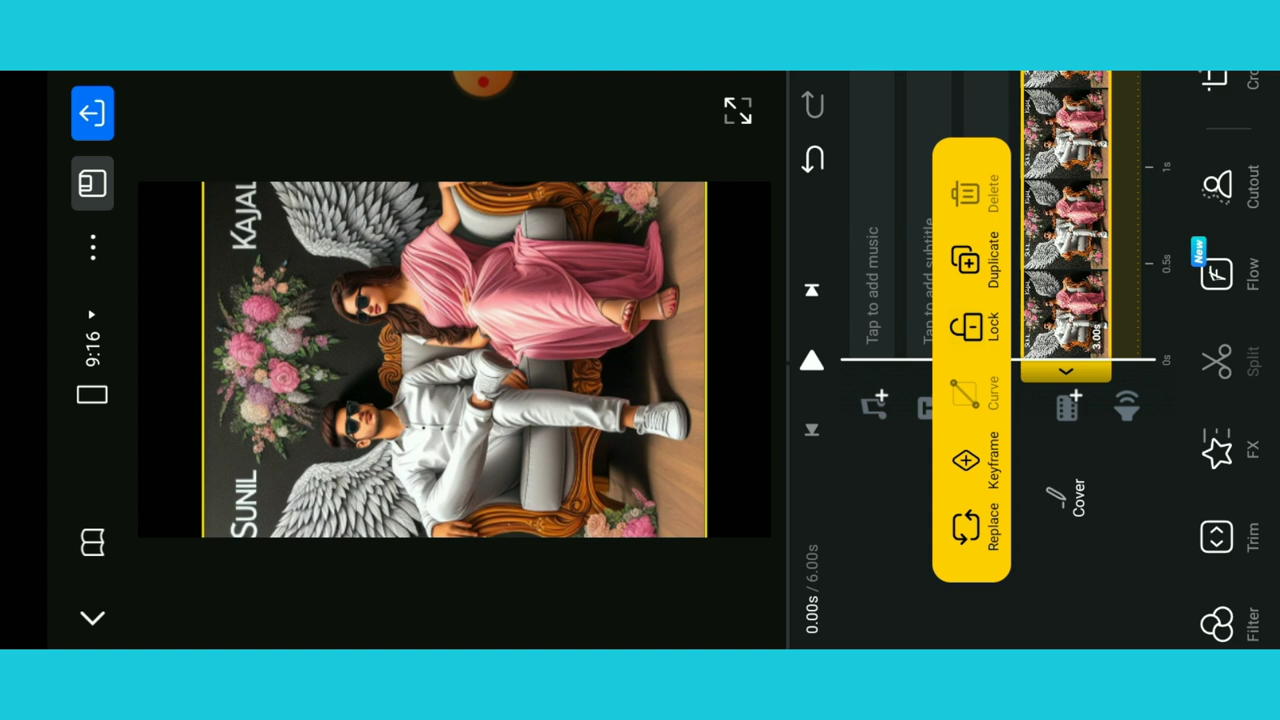 9:16
SUNIL KAJAL
0.00s / 6.00s
Tap to add music
Tap to add subtitle
Replace Keyframe Curve Lock Duplicate Delete
Cover
3.00s
0s 0.5s 1s
New
Filter Trim FX Split Flow Cutout